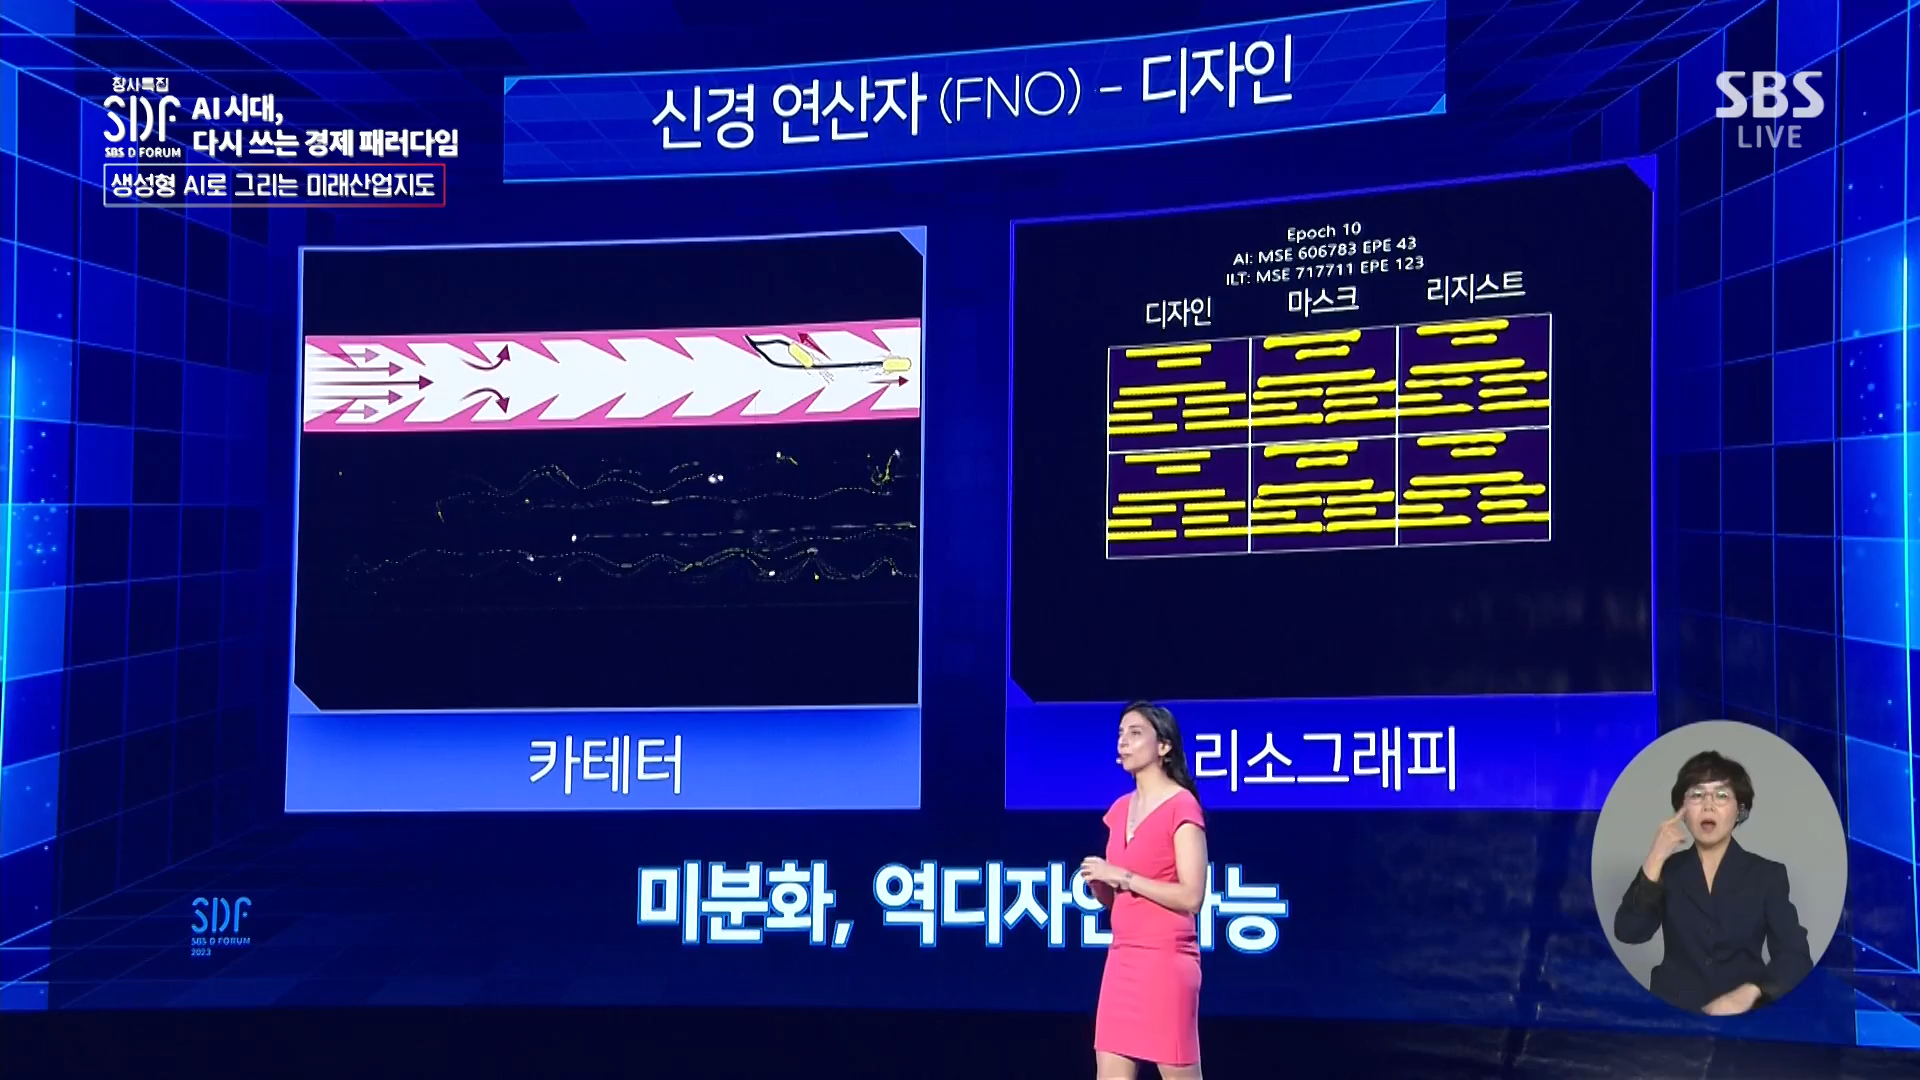 창사특집
SDF
SBS D FORUM
AI 시대,
다시 쓰는 경제 패러다임
생성형 AI로 그리는 미래산업지도
신경 연산자 (FNO) - 디자인
SBS
LIVE
Epoch 10
AI: MSE 606783 EPE 43
ILT: MSE 717711 EPE 123
디자인 마스크 리지스트
카테터
리소그래피
미분화, 역디자인
SDF
SBS D FORUM
2023